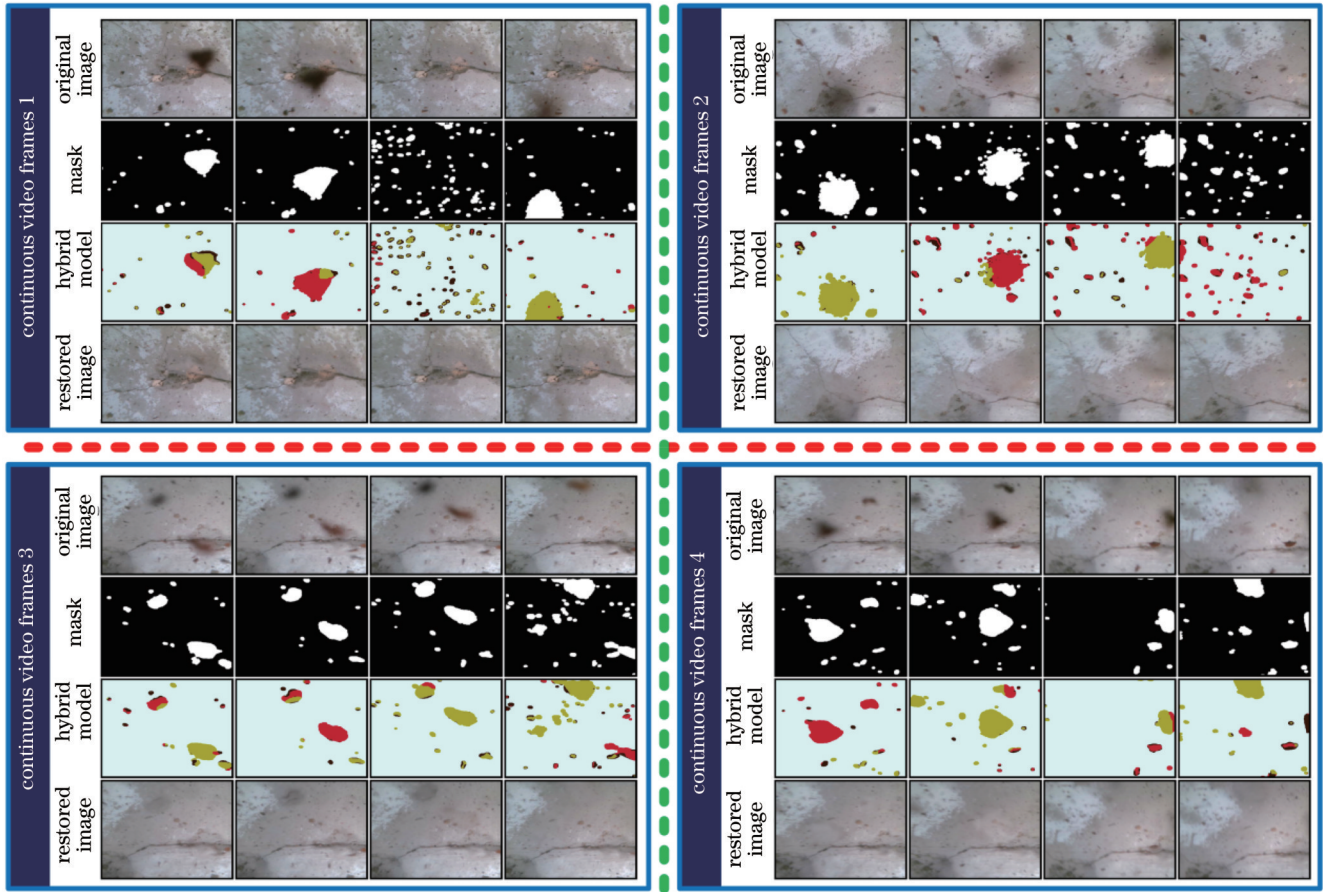 continuous video frames 1
original
image
mask
hybrid
model
restored
image
continuous video frames 2
original
image
mask
hybrid
model
restored
image
continuous video frames 3
original
image
mask
hybrid
model
restored
image
continuous video frames 4
original
image
mask
hybrid
model
restored
image